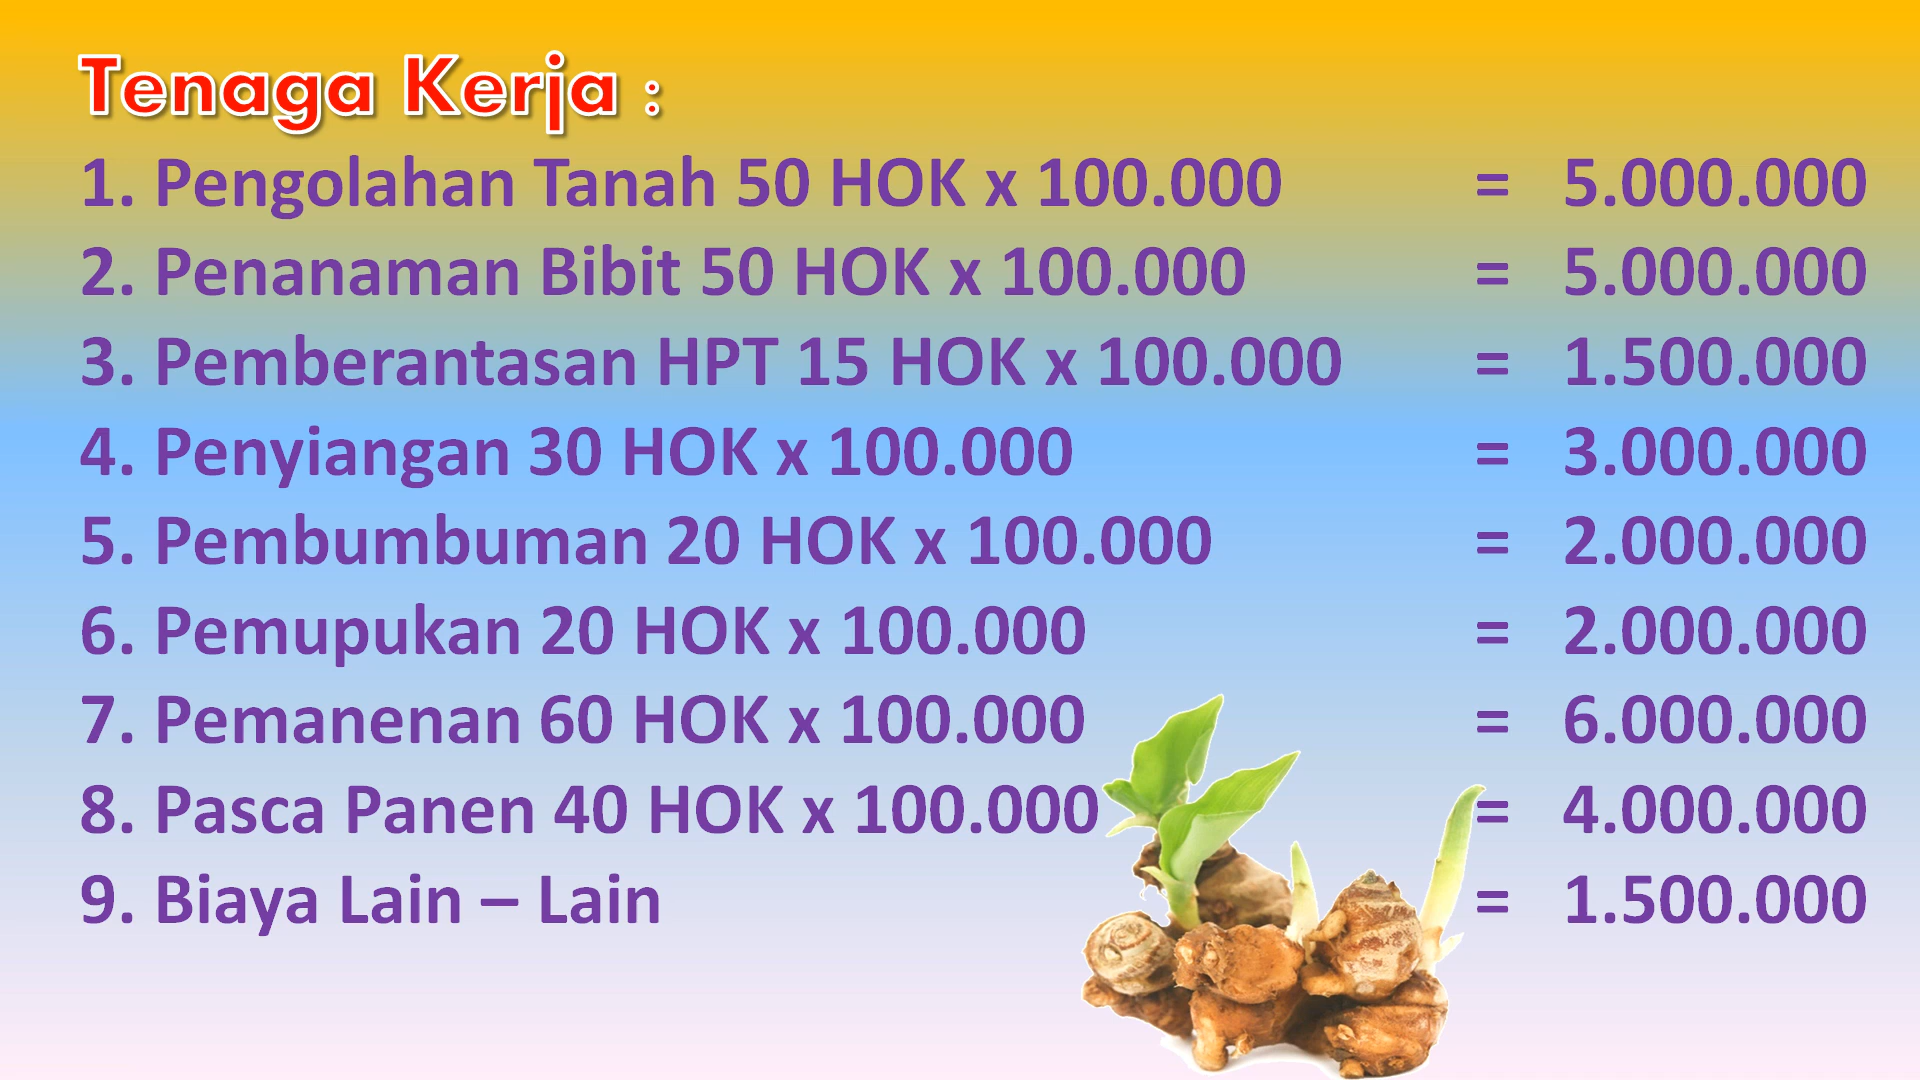 Tenaga Kerja :
1. Pengolahan Tanah 50 HOK x 100.000 = 5.000.000
2. Penanaman Bibit 50 HOK x 100.000 = 5.000.000
3. Pemberantasan HPT 15 HOK x 100.000 = 1.500.000
4. Penyiangan 30 HOK x 100.000 = 3.000.000
5. Pembumbuman 20 HOK x 100.000 = 2.000.000
6. Pemupukan 20 HOK x 100.000 = 2.000.000
7. Pemanenan 60 HOK x 100.000 = 6.000.000
8. Pasca Panen 40 HOK x 100.000 = 4.000.000
9. Biaya Lain – Lain = 1.500.000